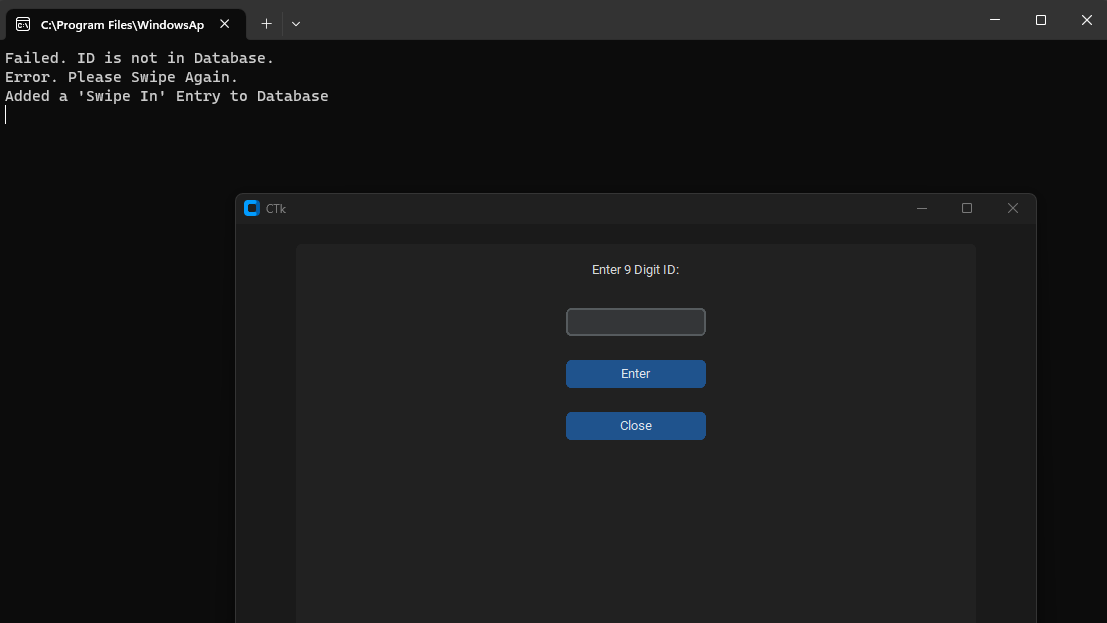 C:\Program Files\WindowsAp
Failed. ID is not in Database.
Error. Please Swipe Again.
Added a 'Swipe In' Entry to Database
CTk
Enter 9 Digit ID:
Enter
Close